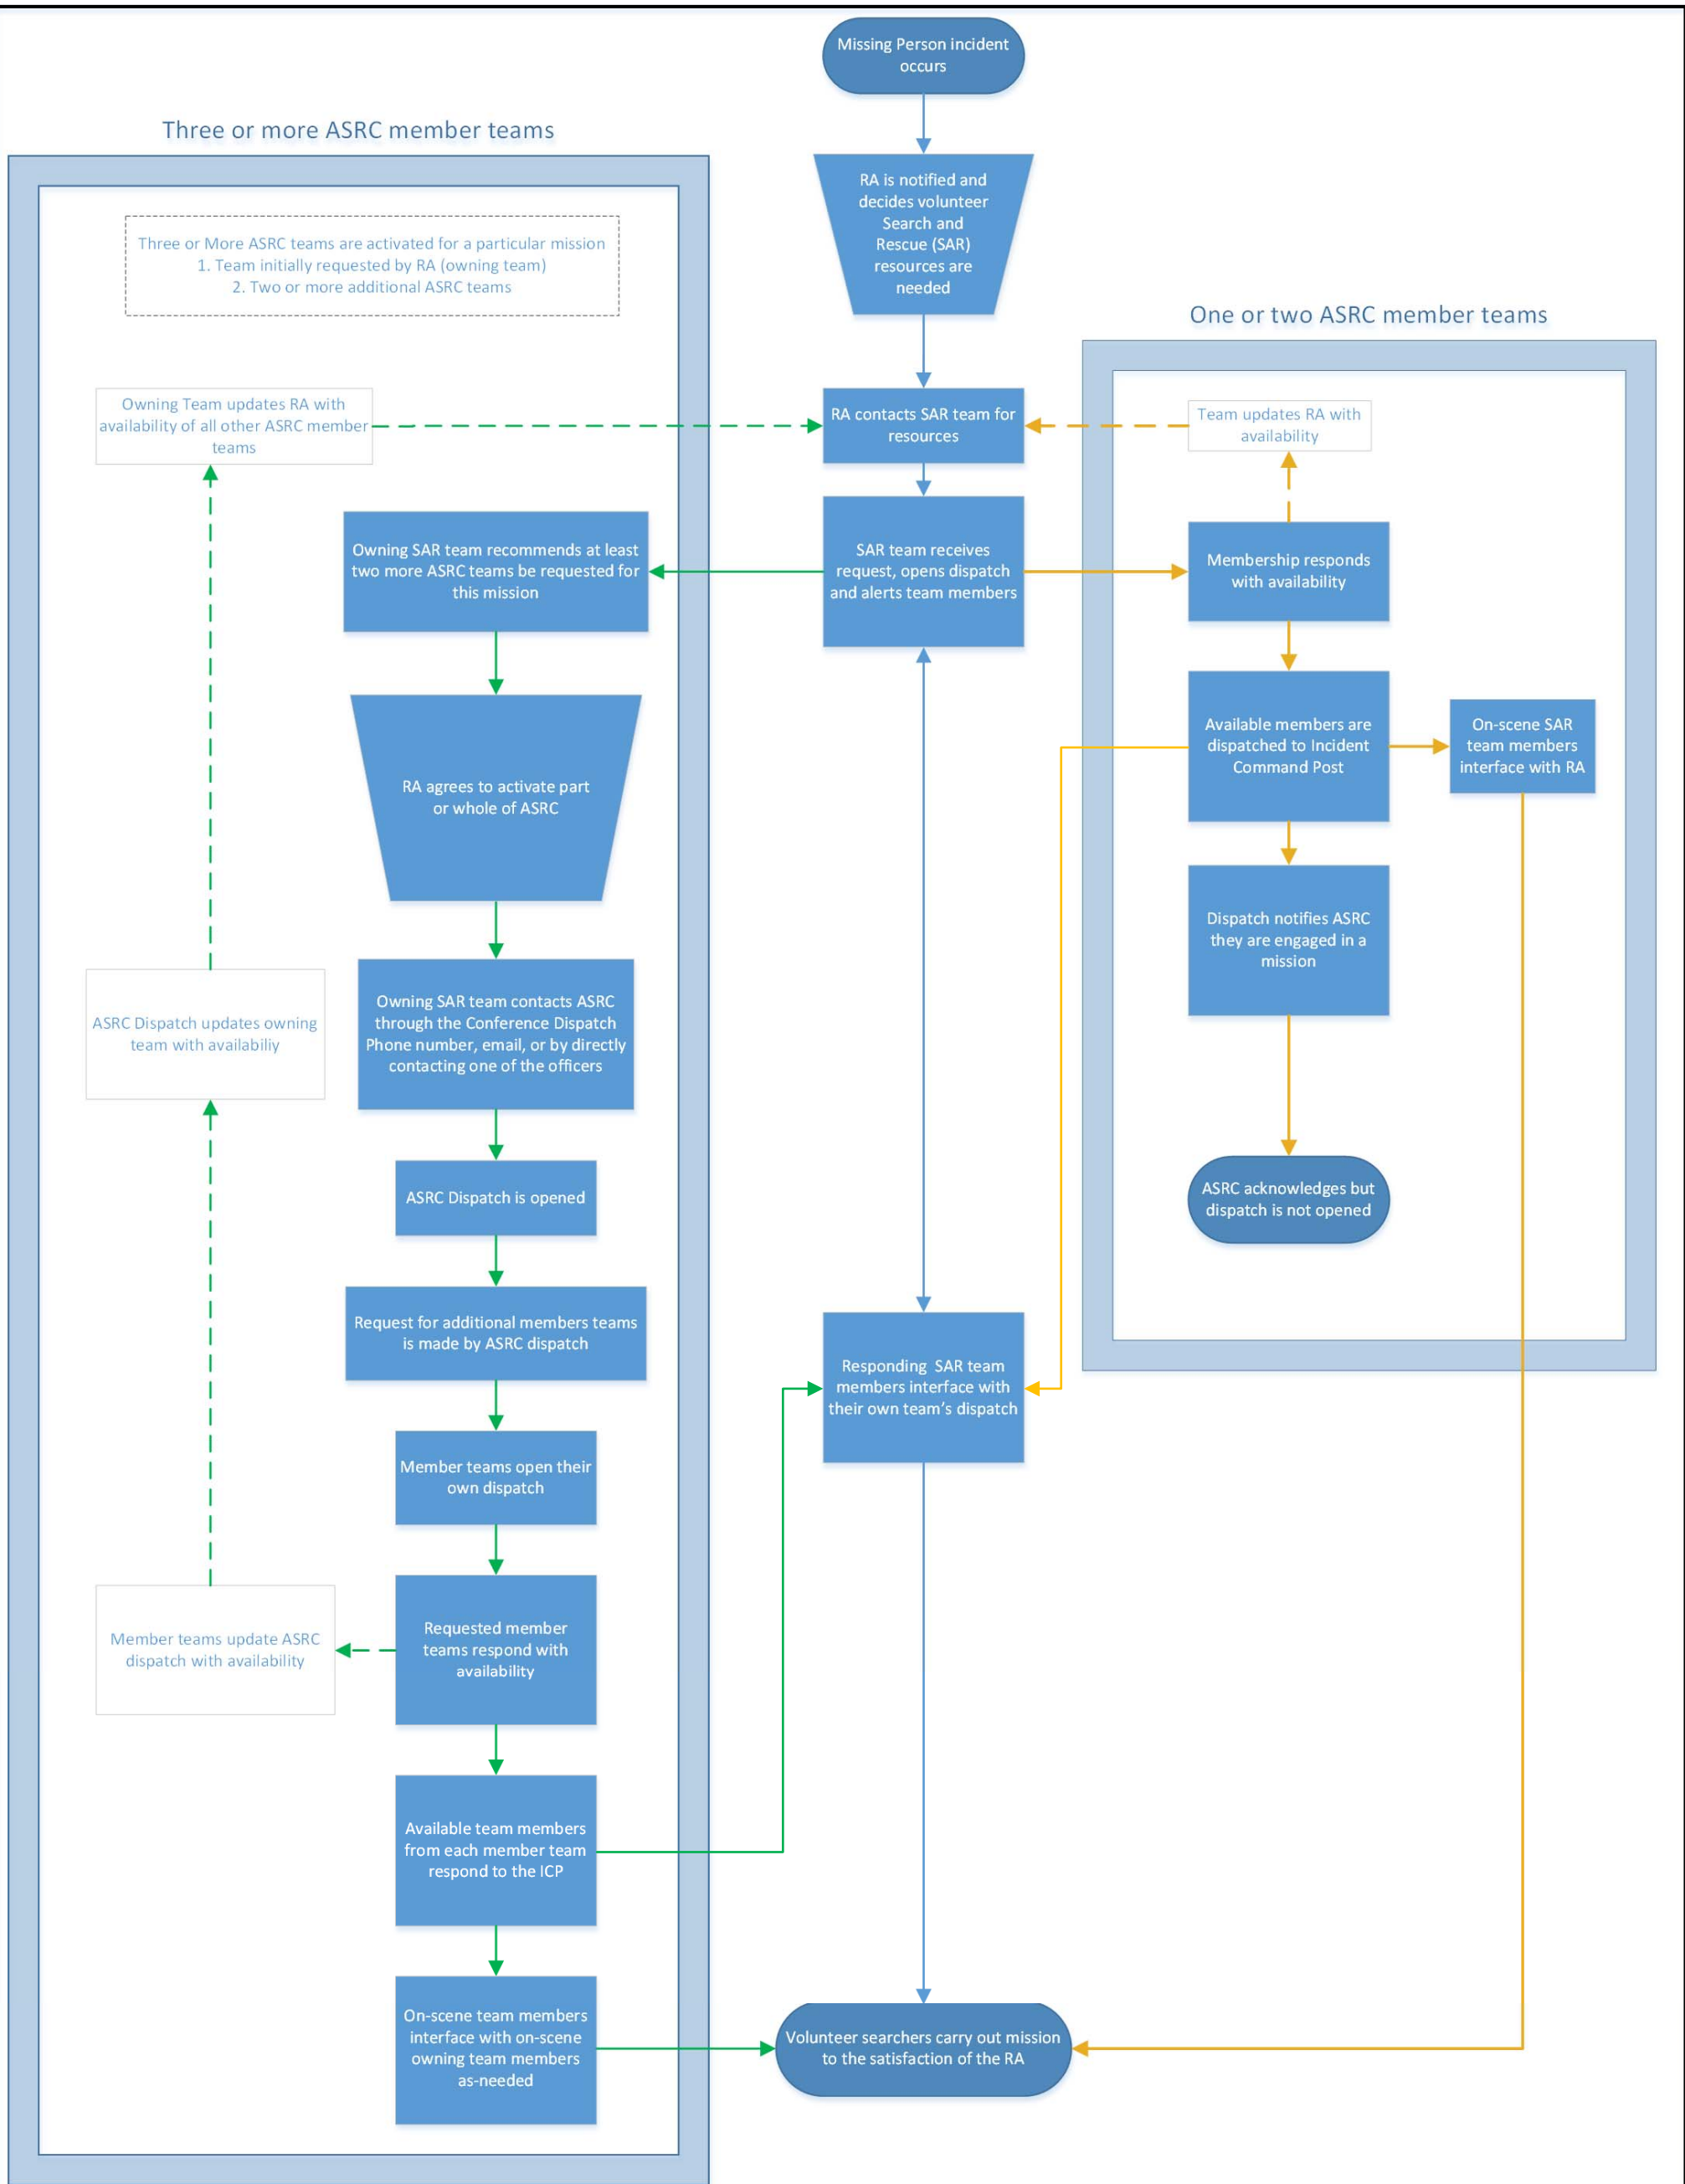 Missing Person incident
occurs
Three or more ASRC member teams
RA is notified and
decides volunteer
Search and
Rescue (SAR)
resources are
needed
Three or More ASRC teams are activated for a particular mission
1. Team initially requested by RA (owning team)
2. Two or more additional ASRC teams
One or two ASRC member teams
Owning Team updates RA with
availability of all other ASRC member
teams
RA contacts SAR team for
resources
Team updates RA with
availability
Owning SAR team recommends at least
two more ASRC teams be requested for
this mission
SAR team receives
request, opens dispatch
and alerts team members
Membership responds
with availability
RA agrees to activate part
or whole of ASRC
Available members are
dispatched to Incident
Command Post
On-scene SAR
team members
interface with RA
Dispatch notifies ASRC
they are engaged in a
mission
ASRC Dispatch updates owning
team with availabiliy
Owning SAR team contacts ASRC
through the Conference Dispatch
Phone number, email, or by directly
contacting one of the officers
ASRC Dispatch is opened
ASRC acknowledges but
dispatch is not opened
Request for additional members teams
is made by ASRC dispatch
Responding SAR team
members interface with
their own team's dispatch
Member teams open their
own dispatch
Member teams update ASRC
dispatch with availability
Requested member
teams respond with
availability
Available team members
from each member team
respond to the ICP
On-scene team members
interface with on-scene
owning team members
as-needed
Volunteer searchers carry out mission
to the satisfaction of the RA